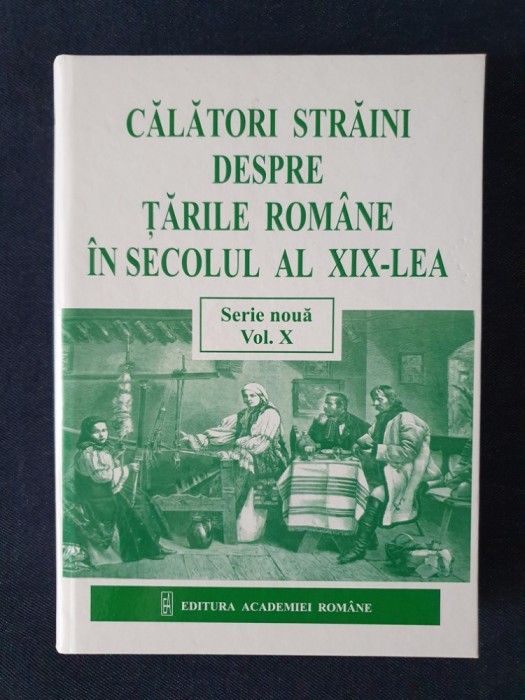 CĂLĂTORI STRĂINI
DESPRE
ȚĂRILE ROMÂNE
ÎN SECOLUL AL XIX-LEA
Serie nouă
Vol. X
EDITURA ACADEMIEI ROMÂNE